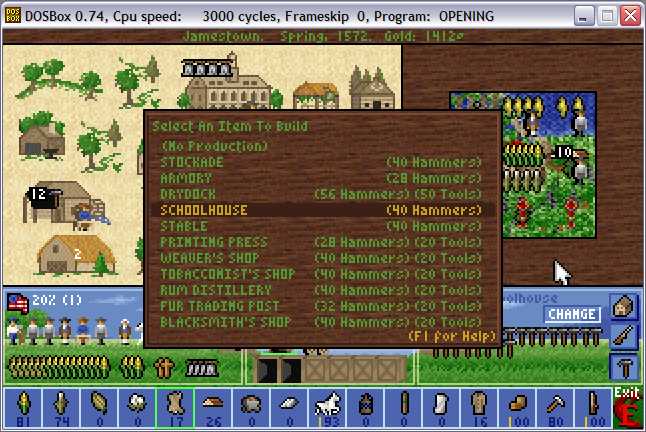 DOSBox 0.74, Cpu speed: 3000 cycles, Frameskip 0, Program: OPENING
Jamestown. Spring, 1572. Gold: 1412
Select An Item To Build
(No Production)
STOCKADE (40 Hammers)
ARMORY (28 Hammers)
DRYDOCK (56 Hammers) (50 Tools)
SCHOOLHOUSE (40 Hammers)
STABLE (40 Hammers)
PRINTING PRESS (28 Hammers) (20 Tools)
WEAVER'S SHOP (40 Hammers) (20 Tools)
TOBACCONIST'S SHOP (40 Hammers) (20 Tools)
RUM DISTILLERY (40 Hammers) (20 Tools)
FUR TRADING POST (32 Hammers) (20 Tools)
BLACKSMITH'S SHOP (40 Hammers) (20 Tools)
(F1 for Help)
10
12
2
20% (1)
oolhouse
CHANGE
Exit
81 74 0 0 17 26 0 0 93 0 0 0 16 100 80 100